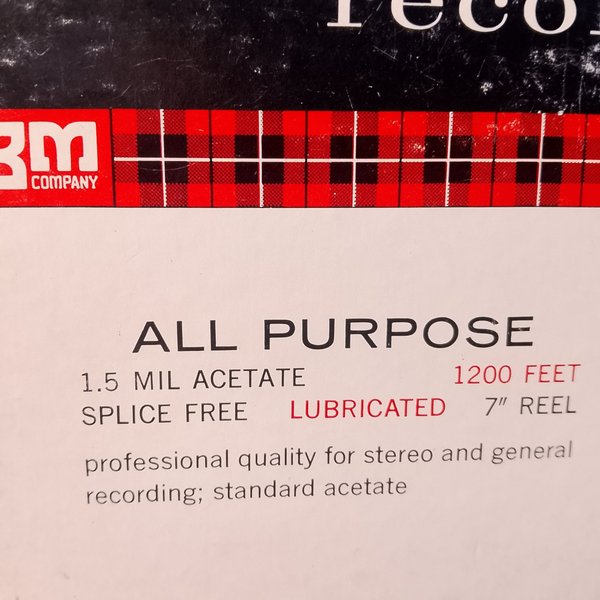 3M
COMPANY
ALL PURPOSE
1.5 MIL ACETATE 1200 FEET
SPLICE FREE LUBRICATED 7" REEL
professional quality for stereo and general
recording; standard acetate